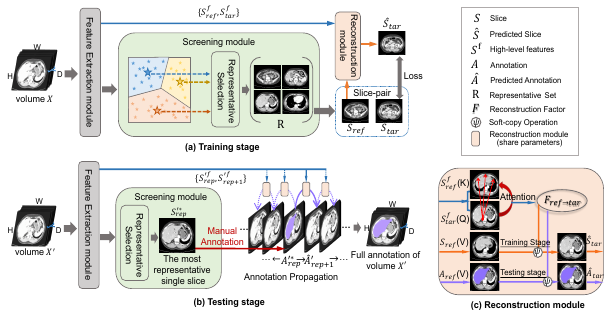 W
H
D
volume X
Feature Extraction module
{S^f_ref, S^f_tar}
Screening module
Representative Selection
R
Reconstruction module
Ŝ_tar
Loss
Slice-pair
S_ref
S_tar
(a) Training stage
W
H
D
volume X'
Feature Extraction module
{S'^f_rep, S'^f_rep+1}
Screening module
Representative Selection
S'*_rep
The most representative single slice
Manual Annotation
···← A'*_rep → Â'_rep+1 →···
Annotation Propagation
Full annotation of volume X'
(b) Testing stage
S Slice
Ŝ Predicted Slice
S^f High-level features
A Annotation
Â Predicted Annotation
R Representative Set
F Reconstruction Factor
Ψ Soft-copy Operation
Reconstruction module (share parameters)
S^f_ref(K)
S^f_tar(Q)
Attention
F_ref→tar
S_ref(V)
Training Stage
Ψ
Ŝ_tar
A_ref(V)
Testing stage
Ψ
Â_tar
(c) Reconstruction module